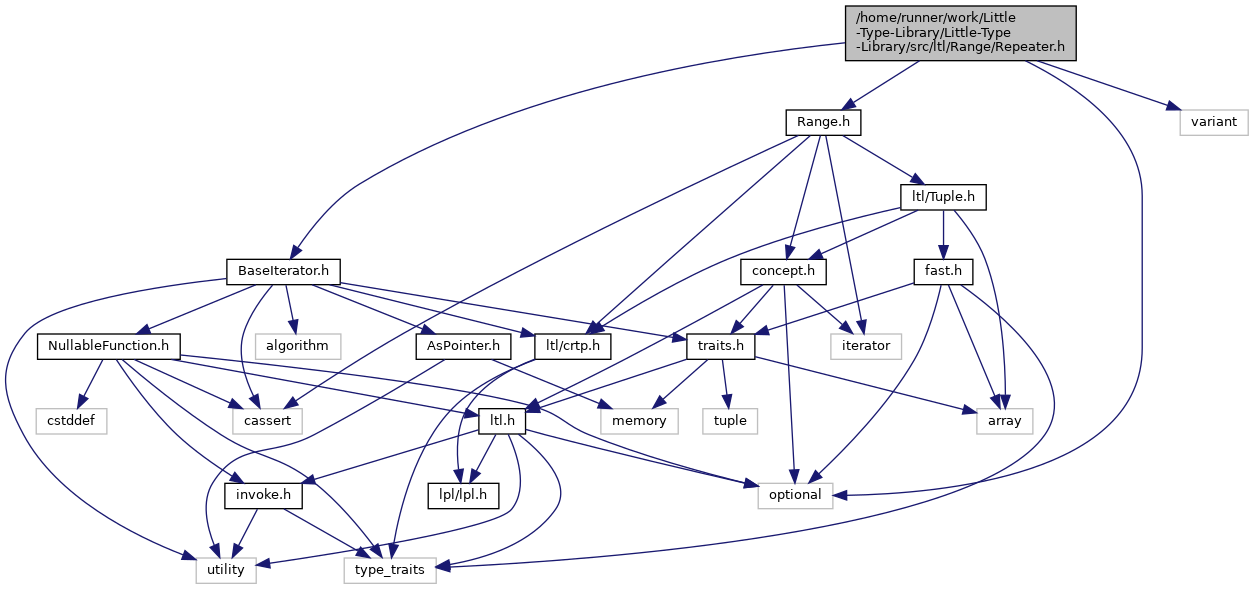 /home/runner/work/Little
-Type-Library/Little-Type
-Library/src/ltl/Range/Repeater.h
Range.h
variant
ltl/Tuple.h
BaseIterator.h
concept.h
fast.h
NullableFunction.h
algorithm
AsPointer.h
ltl/crtp.h
traits.h
iterator
cstddef
cassert
ltl.h
memory
tuple
array
invoke.h
lpl/lpl.h
optional
utility
type_traits